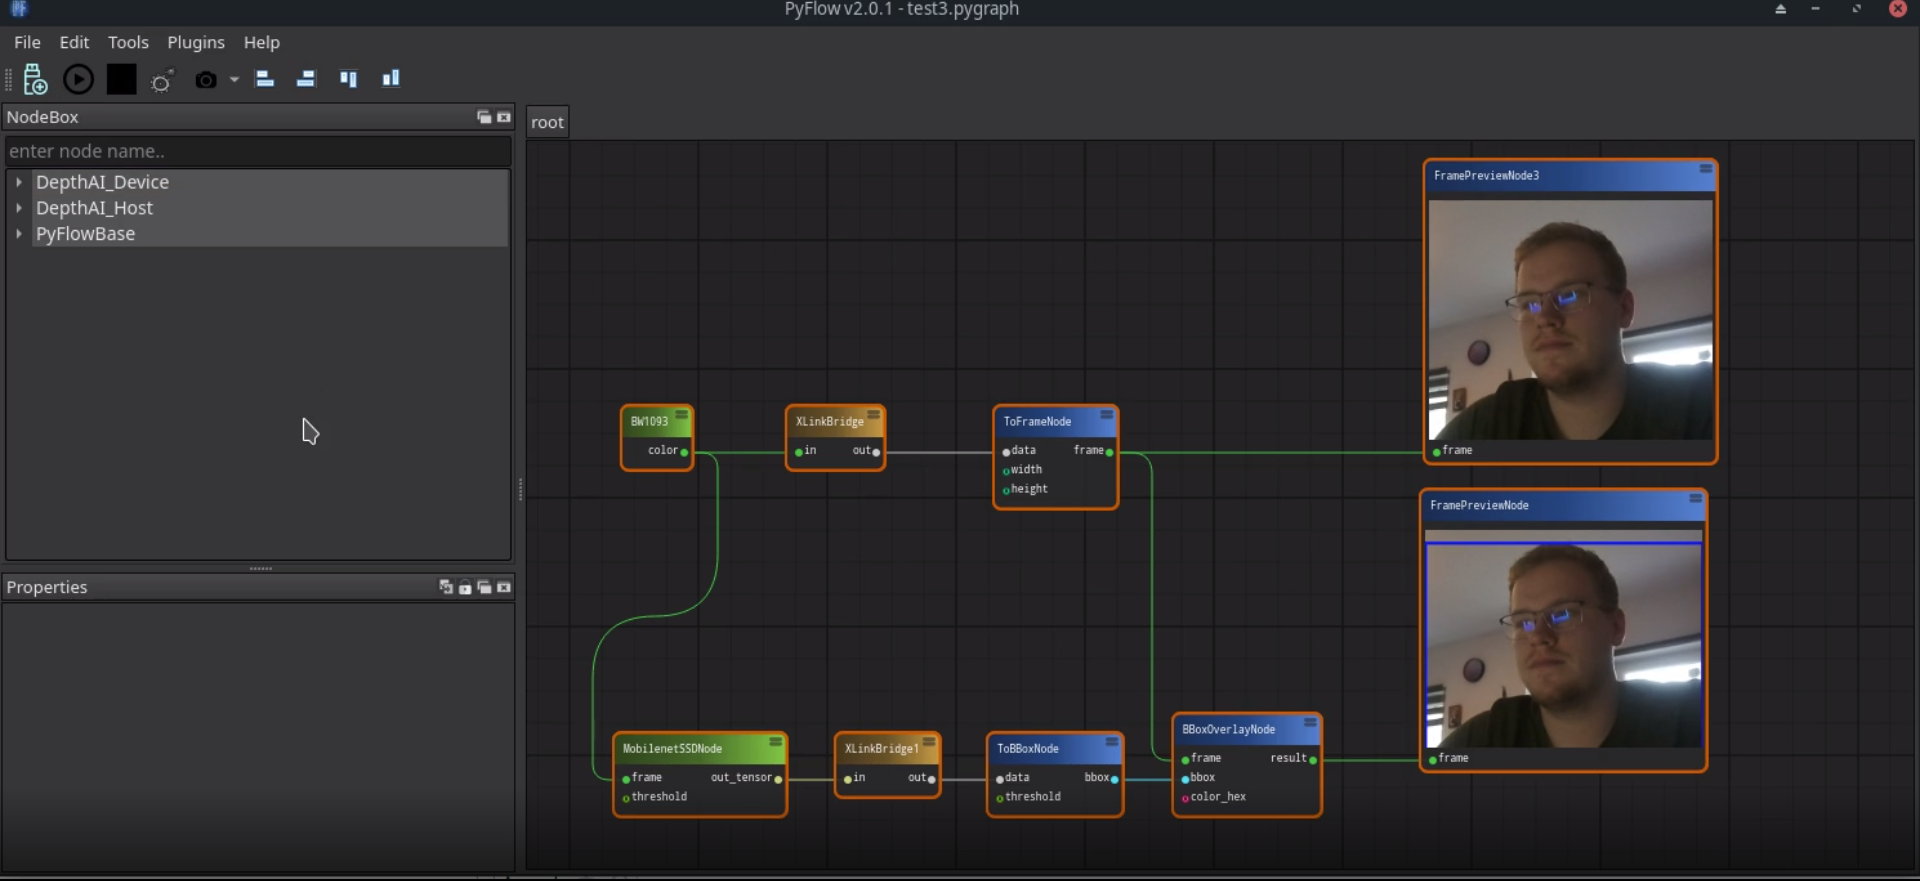 PyFlow v2.0.1 - test3.pygraph
File Edit Tools Plugins Help
NodeBox
enter node name..
DepthAI_Device
DepthAI_Host
PyFlowBase
Properties
root
FramePreviewNode3
frame
BW1093
color
XLinkBridge
in out
ToFrameNode
data frame
width
height
FramePreviewNode
frame
MobilenetSSDNode
frame out_tensor
threshold
XLinkBridge1
in out
ToBBoxNode
data bbox
threshold
BBoxOverlayNode
frame result
bbox
color_hex